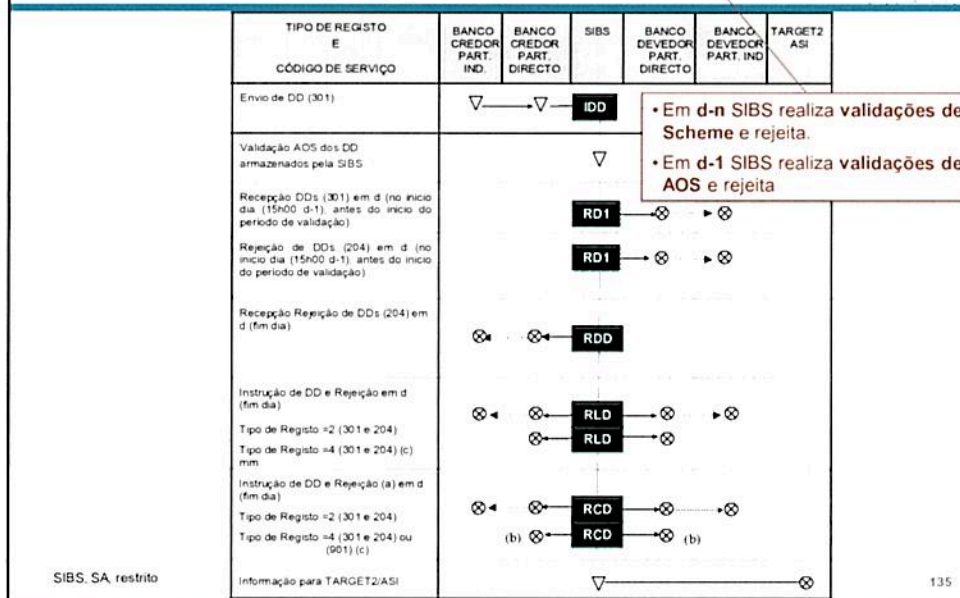 TIPO DE REGISTO
E
CÓDIGO DE SERVIÇO
BANCO CREDOR PART. IND.
BANCO CREDOR PART. DIRECTO
SIBS
BANCO DEVEDOR PART. DIRECTO
BANCO DEVEDOR PART. IND
TARGET2 ASI
Envio de DD (301)
IDD
• Em d-n SIBS realiza validações de
Scheme e rejeita.
• Em d-1 SIBS realiza validações de
AOS e rejeita
Validação AOS dos DD
armazenados pela SIBS
Recepção DDs (301) em d (no inicio
dia (15h00 d-1), antes do inicio do
periodo de validação)
RD1
Rejeição de DDs (204) em d (no
inicio dia (15h00 d-1), antes do inicio
do periodo de validação)
RD1
Recepção Rejeição de DDs (204) em
d (fim dia)
RDD
Instrução de DD e Rejeição em d
(fim dia)
Tipo de Registo =2 (301 e 204)
RLD
Tipo de Registo =4 (301 e 204) (c)
mm
RLD
Instrução de DD e Rejeição (a) em d
(fim dia)
Tipo de Registo =2 (301 e 204)
RCD
Tipo de Registo =4 (301 e 204) ou
(901) (c)
(b) RCD (b)
Informação para TARGET2/ASI
SIBS, SA, restrito
135